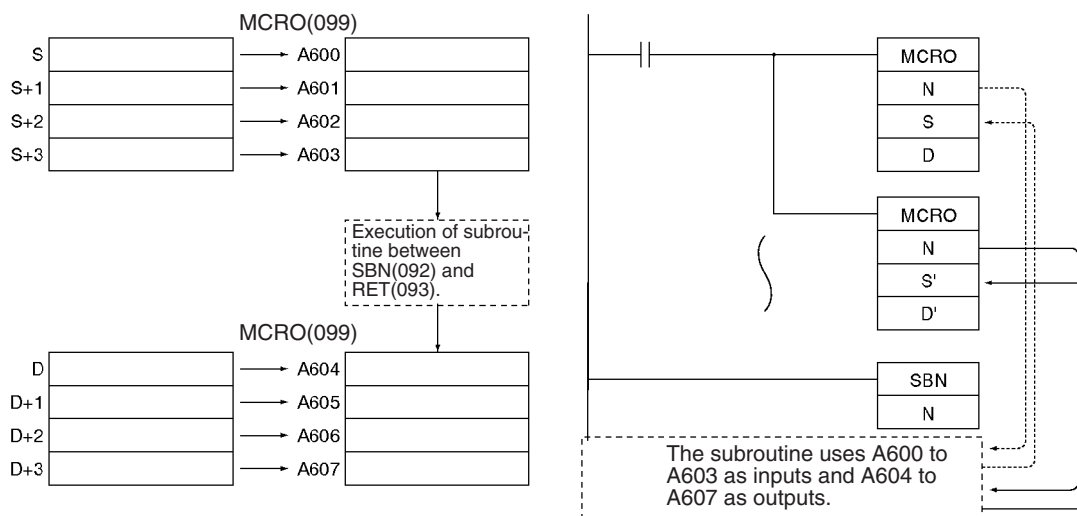 MCRO(099)
S
A600
S+1
A601
S+2
A602
S+3
A603
Execution of subrou-
tine between
SBN(092) and
RET(093).
MCRO(099)
D
A604
D+1
A605
D+2
A606
D+3
A607
MCRO
N
S
D
MCRO
N
S'
D'
SBN
N
The subroutine uses A600 to
A603 as inputs and A604 to
A607 as outputs.